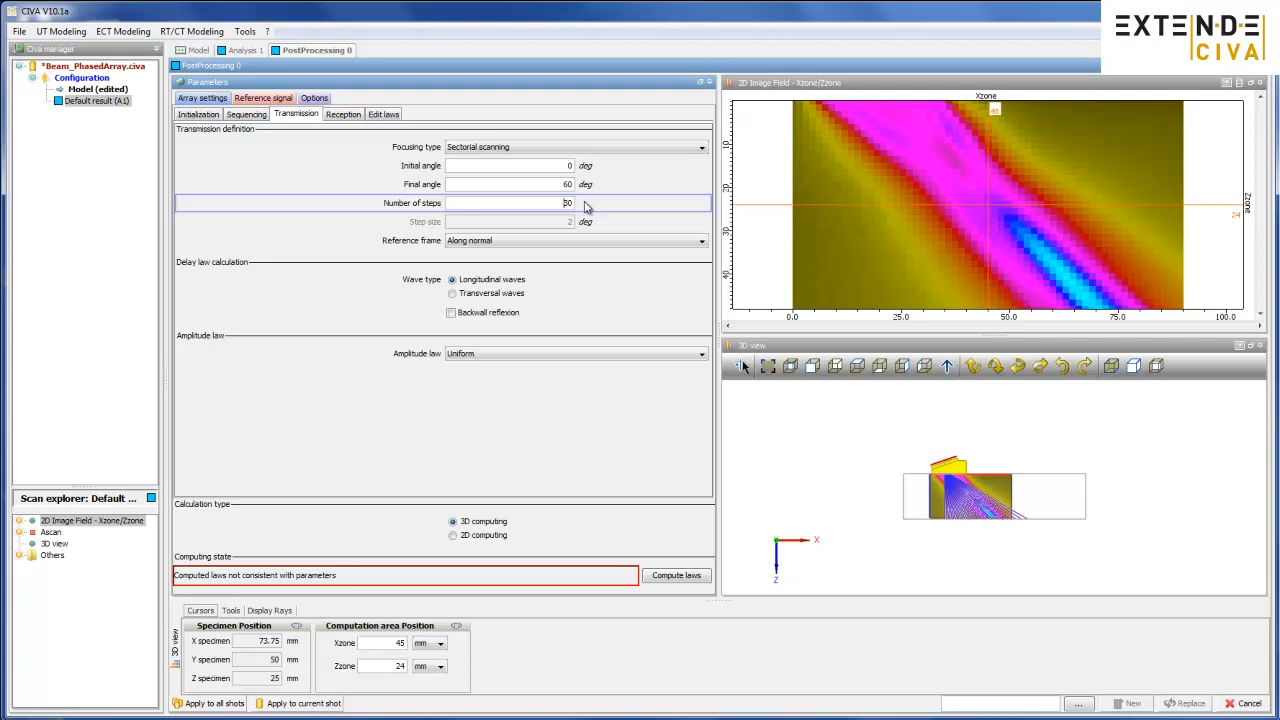 CIVA V10.1a
File UT Modeling ECT Modeling RT/CT Modeling Tools ?
EXTENDE
CIVA
Civa manager
Model Analysis 1 PostProcessing 0
*Beam_PhasedArray.civa
Configuration
Model (edited)
Default result (A1)
PostProcessing 0
Parameters
Array settings Reference signal Options
Initialization Sequencing Transmission Reception Edit laws
Transmission definition
Focusing type Sectorial scanning
Initial angle 0 deg
Final angle 60 deg
Number of steps 30
Step size 2 deg
Reference frame Along normal
Delay law calculation
Wave type Longitudinal waves
Transversal waves
Backwall reflexion
Amplitude law
Amplitude law Uniform
Calculation type
3D computing
2D computing
Computing state
Computed laws not consistent with parameters Compute laws
2D Image Field - Xzone/Zzone
Xzone
45
10
20
30
40
Zzone
24
0.0 25.0 50.0 75.0 100.0
3D view
X
Z
Scan explorer: Default ...
2D Image Field - Xzone/Zzone
Ascan
3D view
Others
Cursors Tools Display Rays
3D view
Specimen Position
X specimen 73.75 mm
Y specimen 50 mm
Z specimen 25 mm
Computation area Position
Xzone 45 mm
Zzone 24 mm
Apply to all shots Apply to current shot
... New Replace Cancel